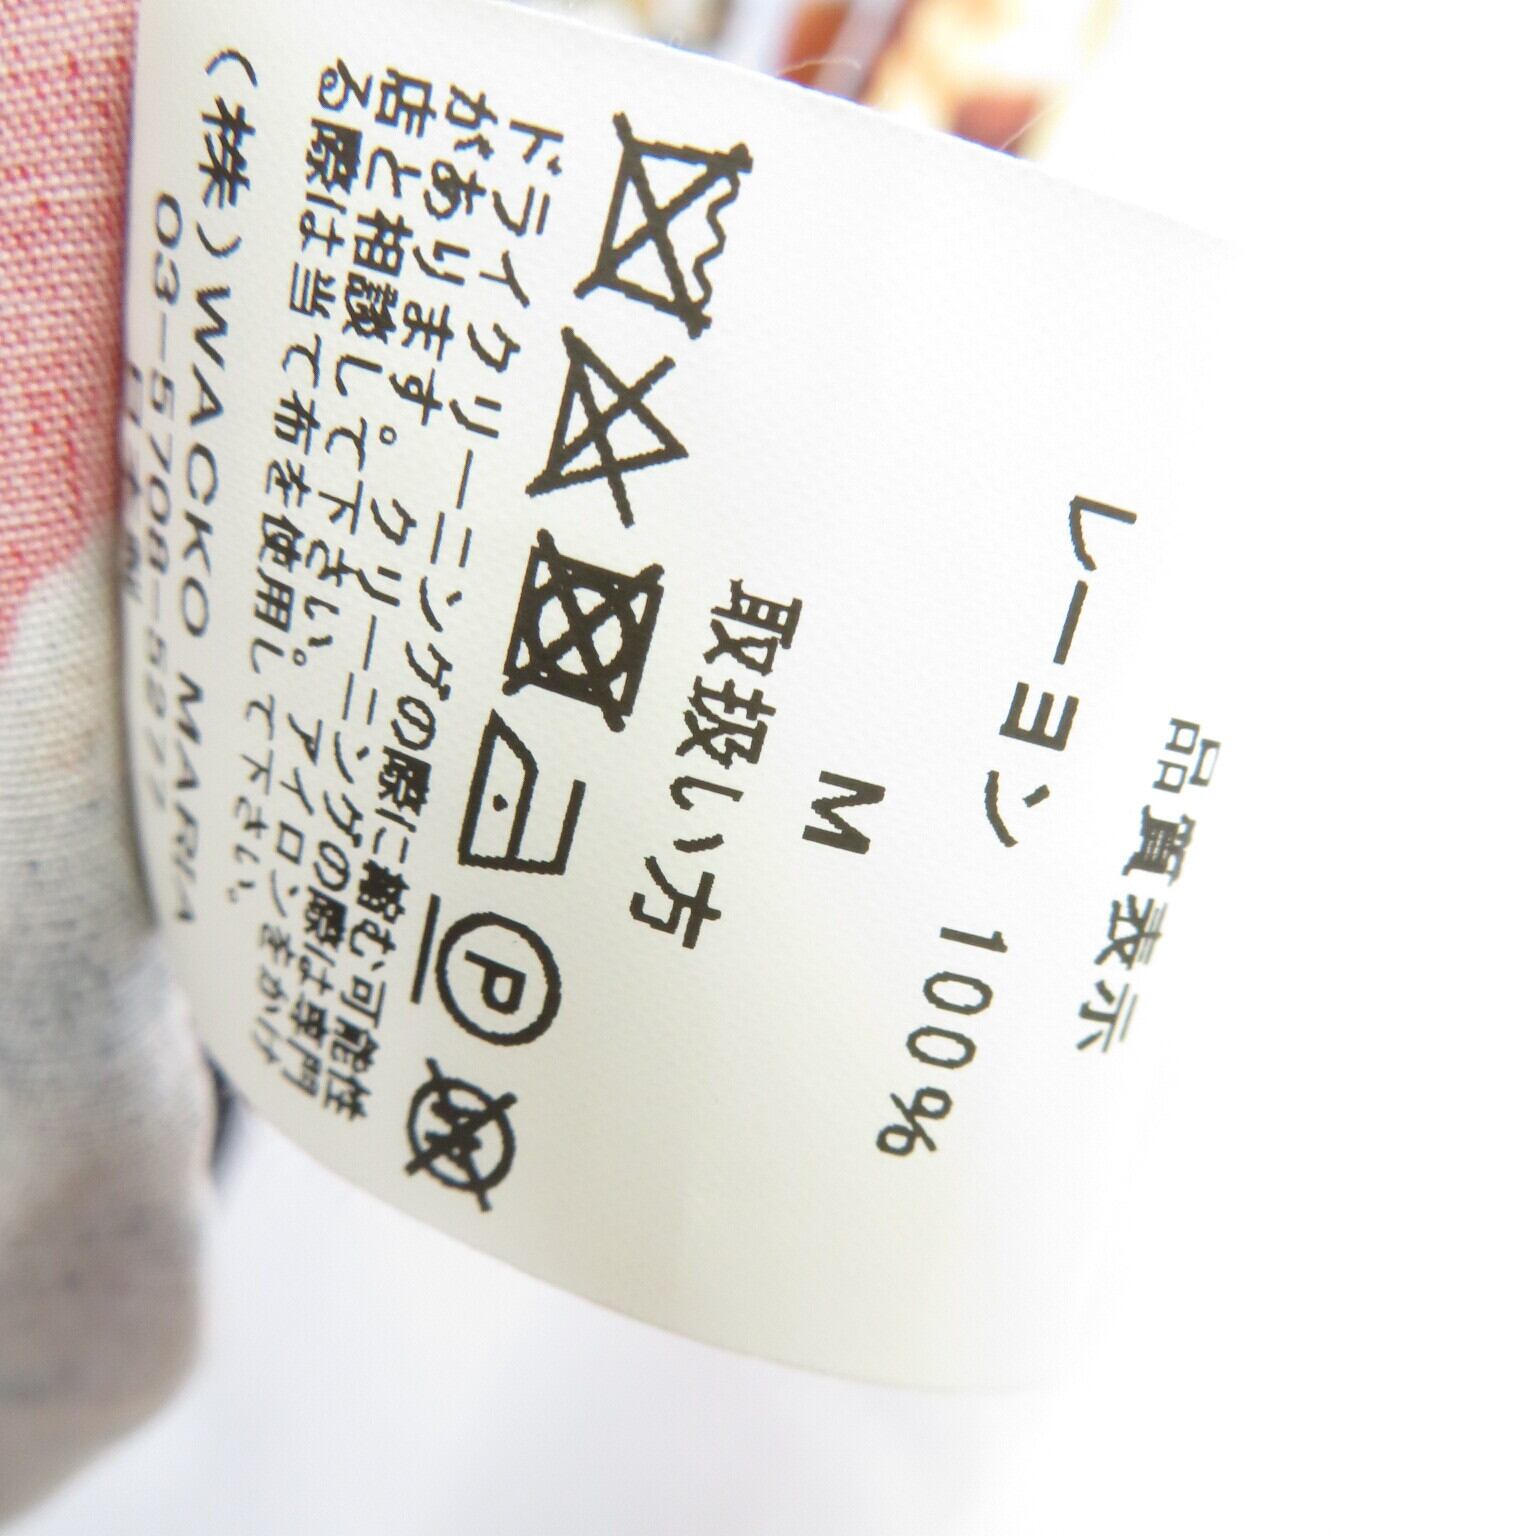 品質表示
レーヨン 100%
M
取扱い方
P
W
ドライクリーニングの際に縮む可能性
があります。クリーニングの際は専門
店と相談して下さい。アイロンをかけ
る際は当て布を使用して下さい。
(株)WACKO MARIA
03-5708-5277